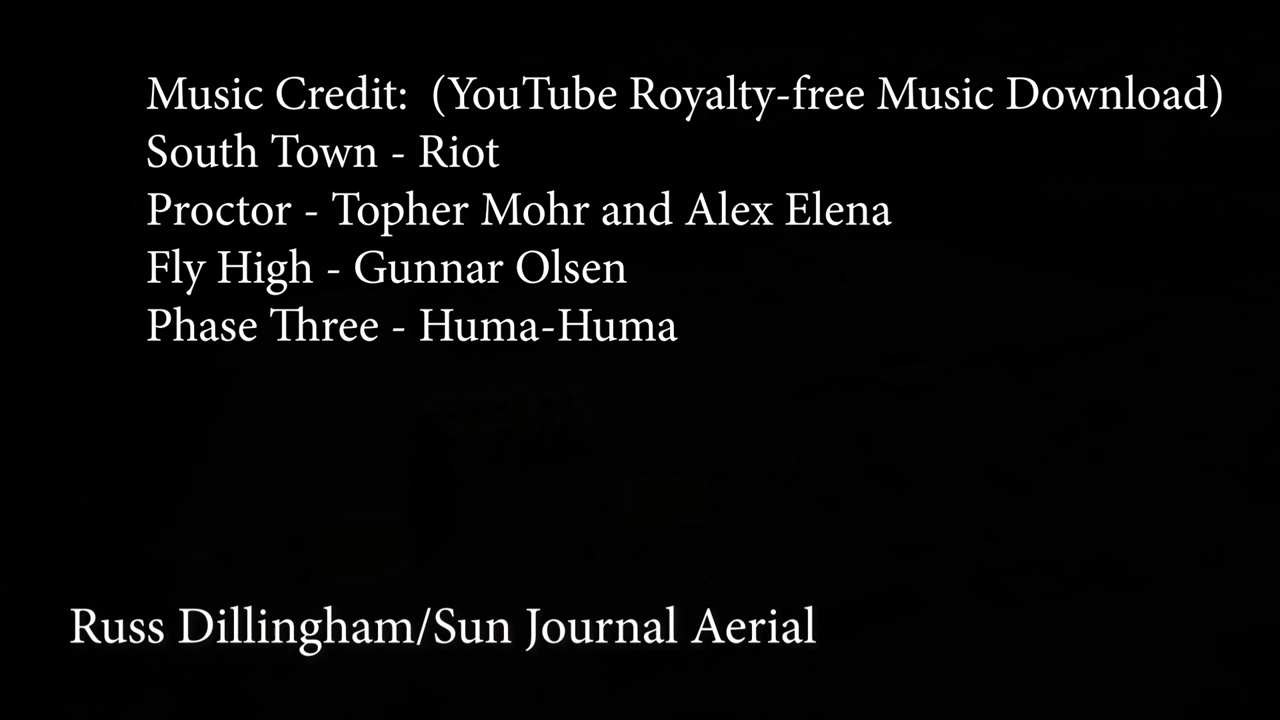 Music Credit:  (YouTube Royalty-free Music Download)
South Town - Riot
Proctor - Topher Mohr and Alex Elena
Fly High - Gunnar Olsen
Phase Three - Huma-Huma
Russ Dillingham/Sun Journal Aerial